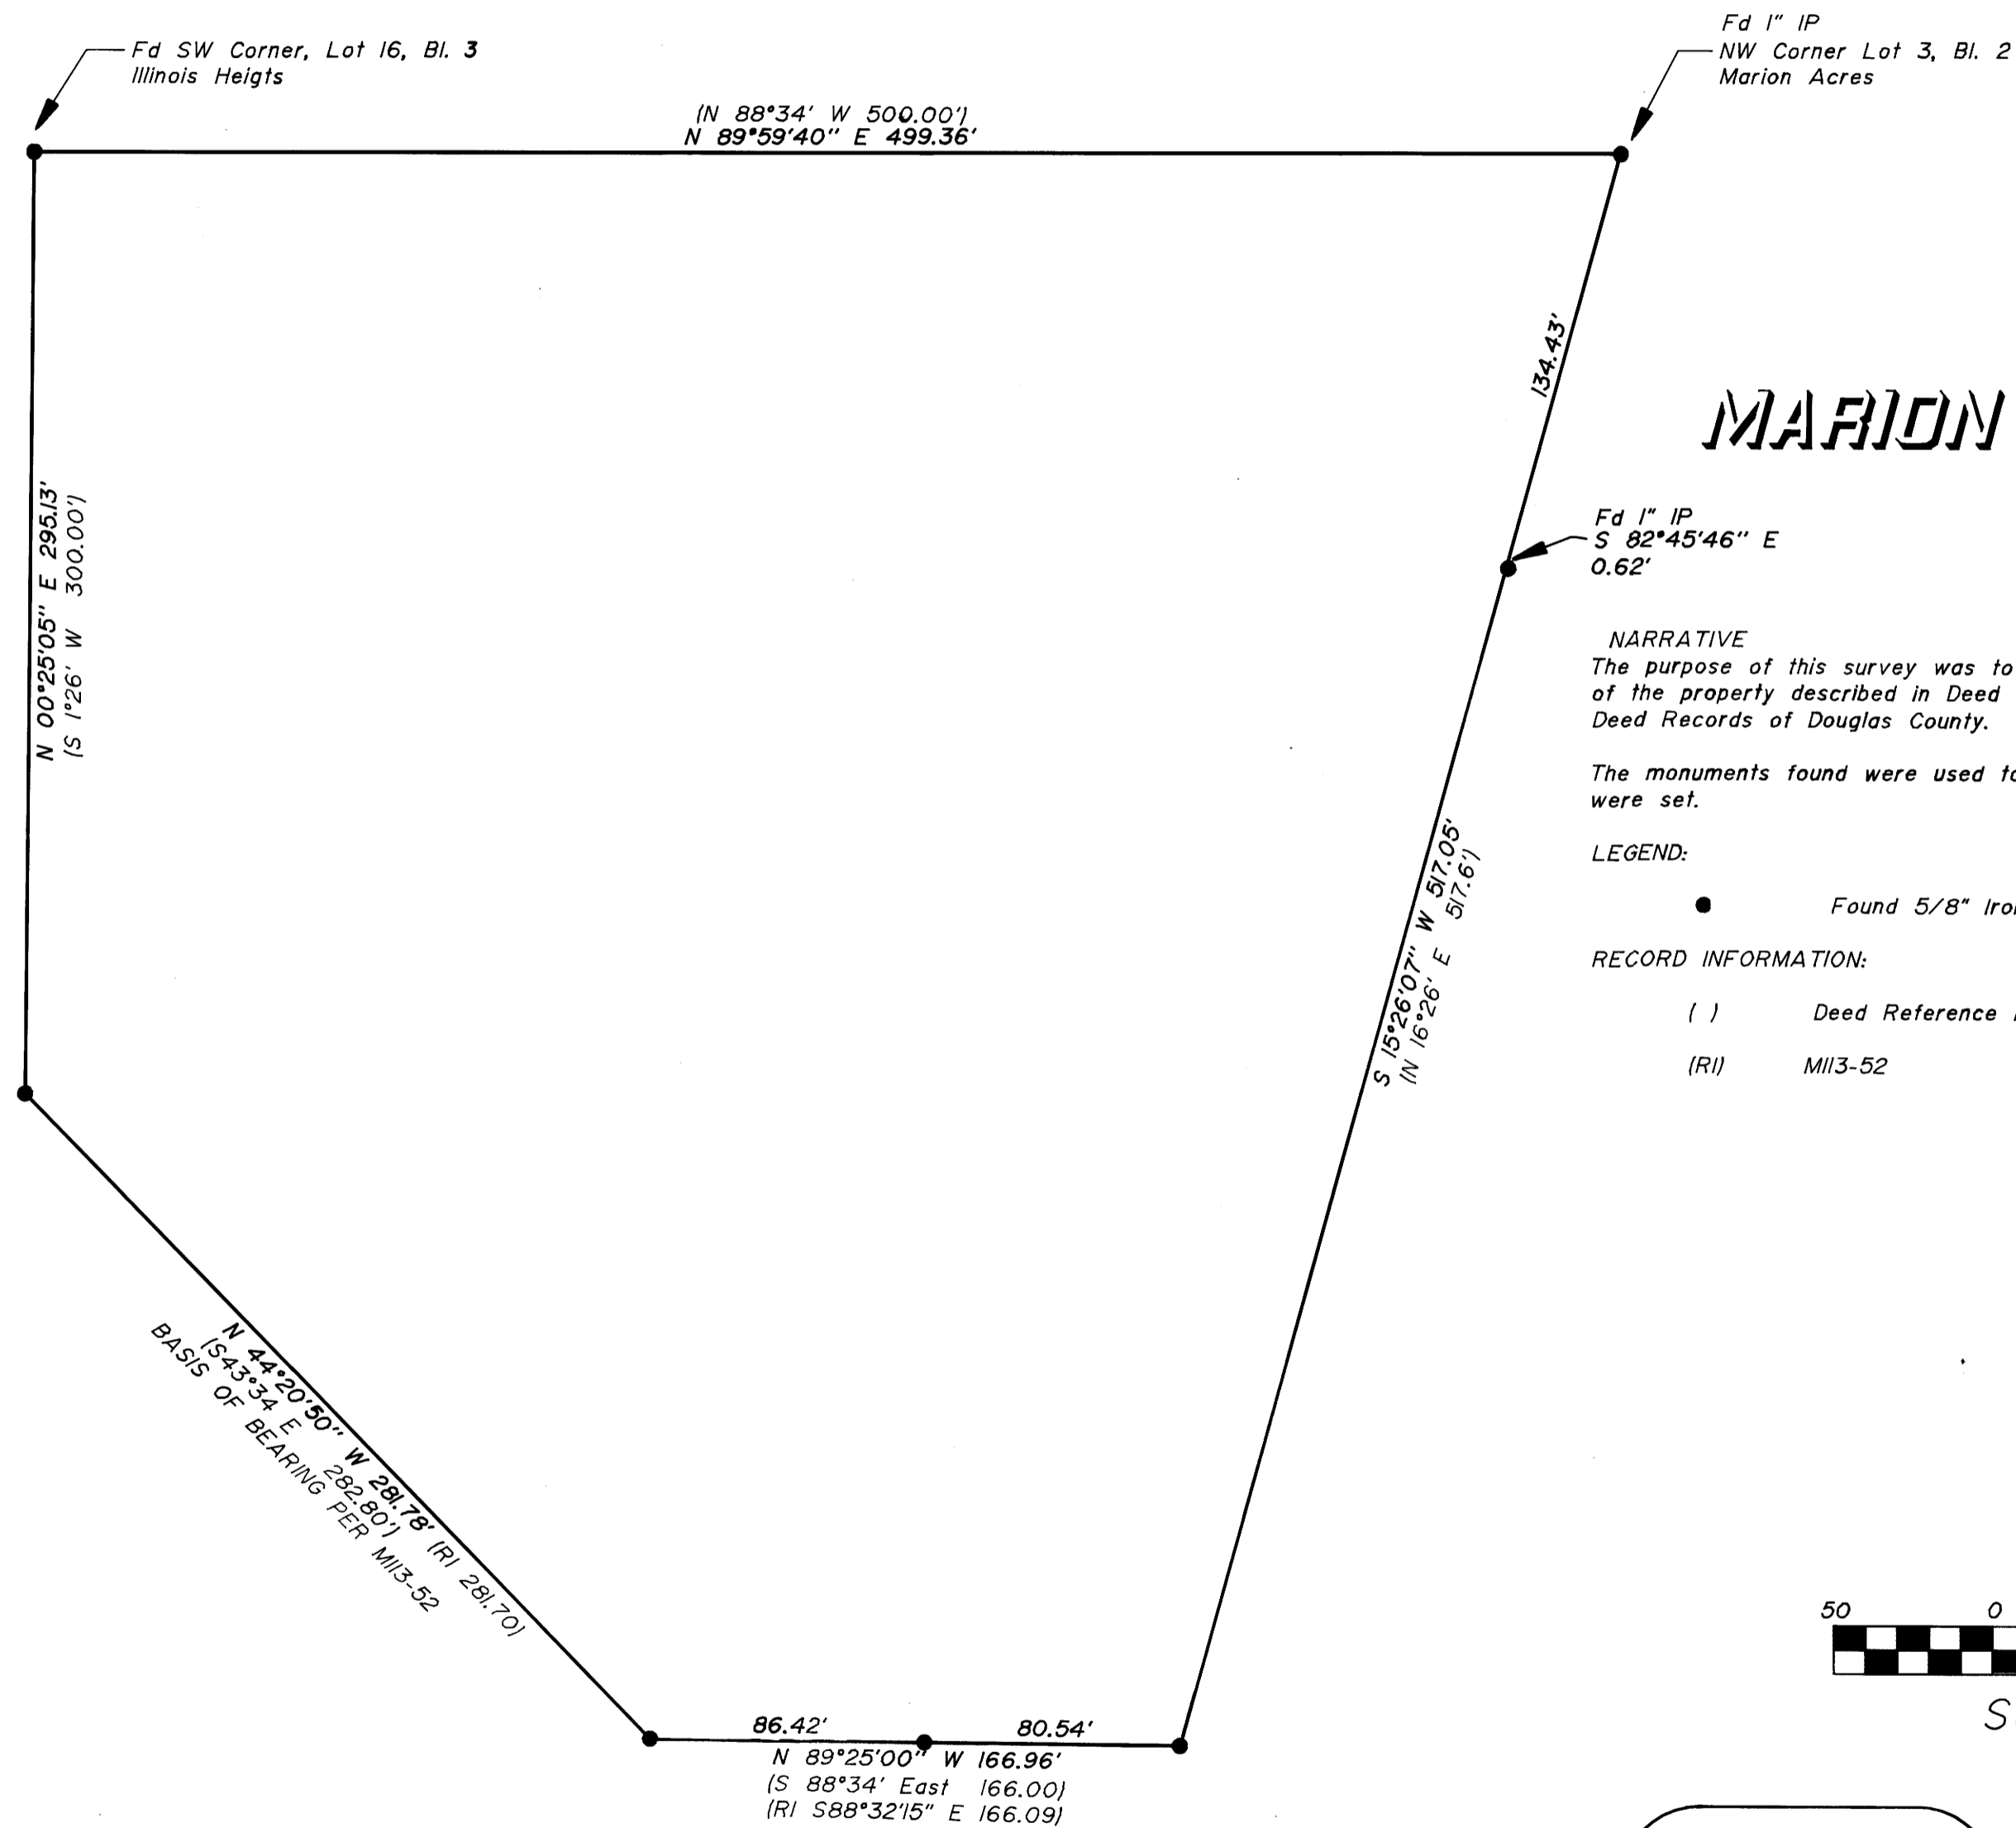 Fd SW Corner, Lot 16, Bl. 3
Illinois Heigts
Fd 1" IP
NW Corner Lot 3, Bl. 2
Marion Acres
(N 88°34' W 500.00')
N 89°59'40" E 499.36'
134.43'
MARION
Fd 1" IP
S 82°45'46" E
0.62'
N 00°25'05" E 295.13'
(S 1°26' W 300.00')
NARRATIVE
The purpose of this survey was to
of the property described in Deed
Deed Records of Douglas County.
The monuments found were used to
were set.
LEGEND:
Found 5/8" Iro
RECORD INFORMATION:
( ) Deed Reference
(R1) M113-52
S 15°26'07" W 517.05'
(N 16°26' E 517.6')
N 44°20'50" W 281.78' (R1 281.70)
(S43°34 E 282.80')
BASIS OF BEARING PER M113-52
50 0
S
86.42' 80.54'
N 89°25'00" W 166.96'
(S 88°34' East 166.00)
(R1 S88°32'15" E 166.09)